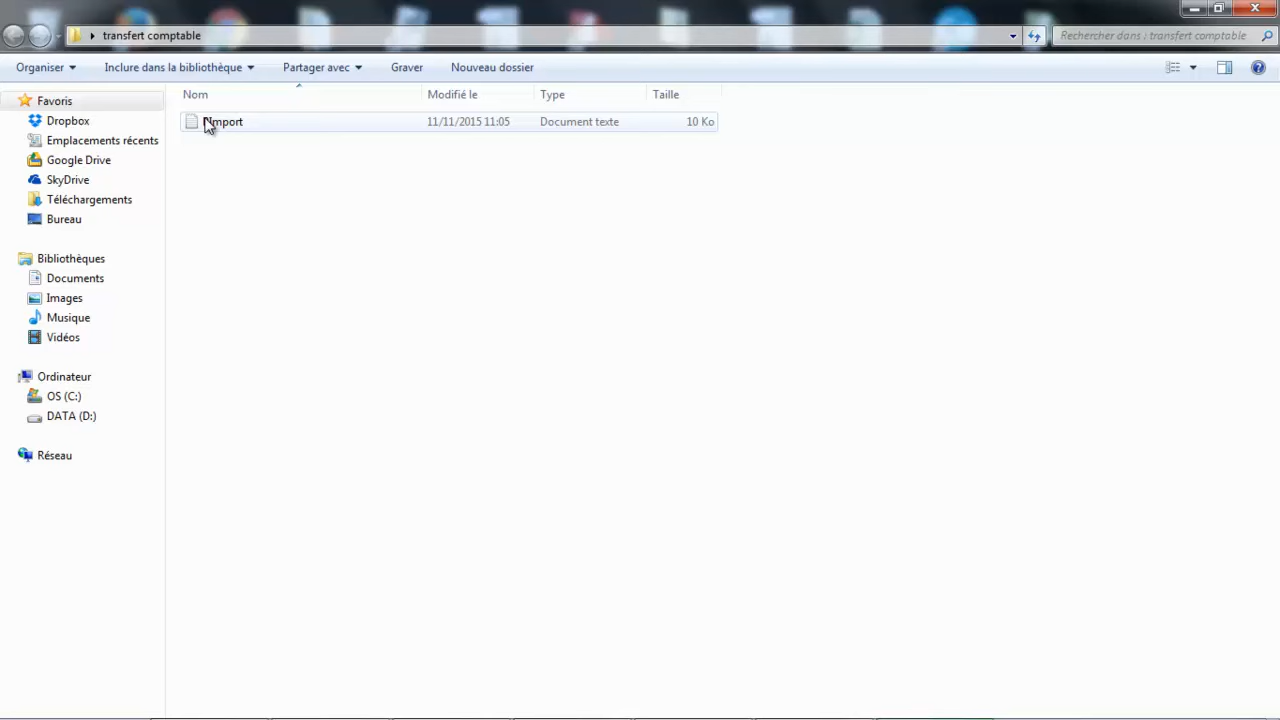 transfert comptable
Rechercher dans : transfert comptable
Organiser
Inclure dans la bibliothèque
Partager avec
Graver
Nouveau dossier
Nom
Modifié le
Type
Taille
11/11/2015 11:05
Document texte
10 Ko
Favoris
Dropbox
Emplacements récents
Google Drive
SkyDrive
Téléchargements
Bureau
Bibliothèques
Documents
Images
Musique
Vidéos
Ordinateur
OS (C:)
DATA (D:)
Réseau